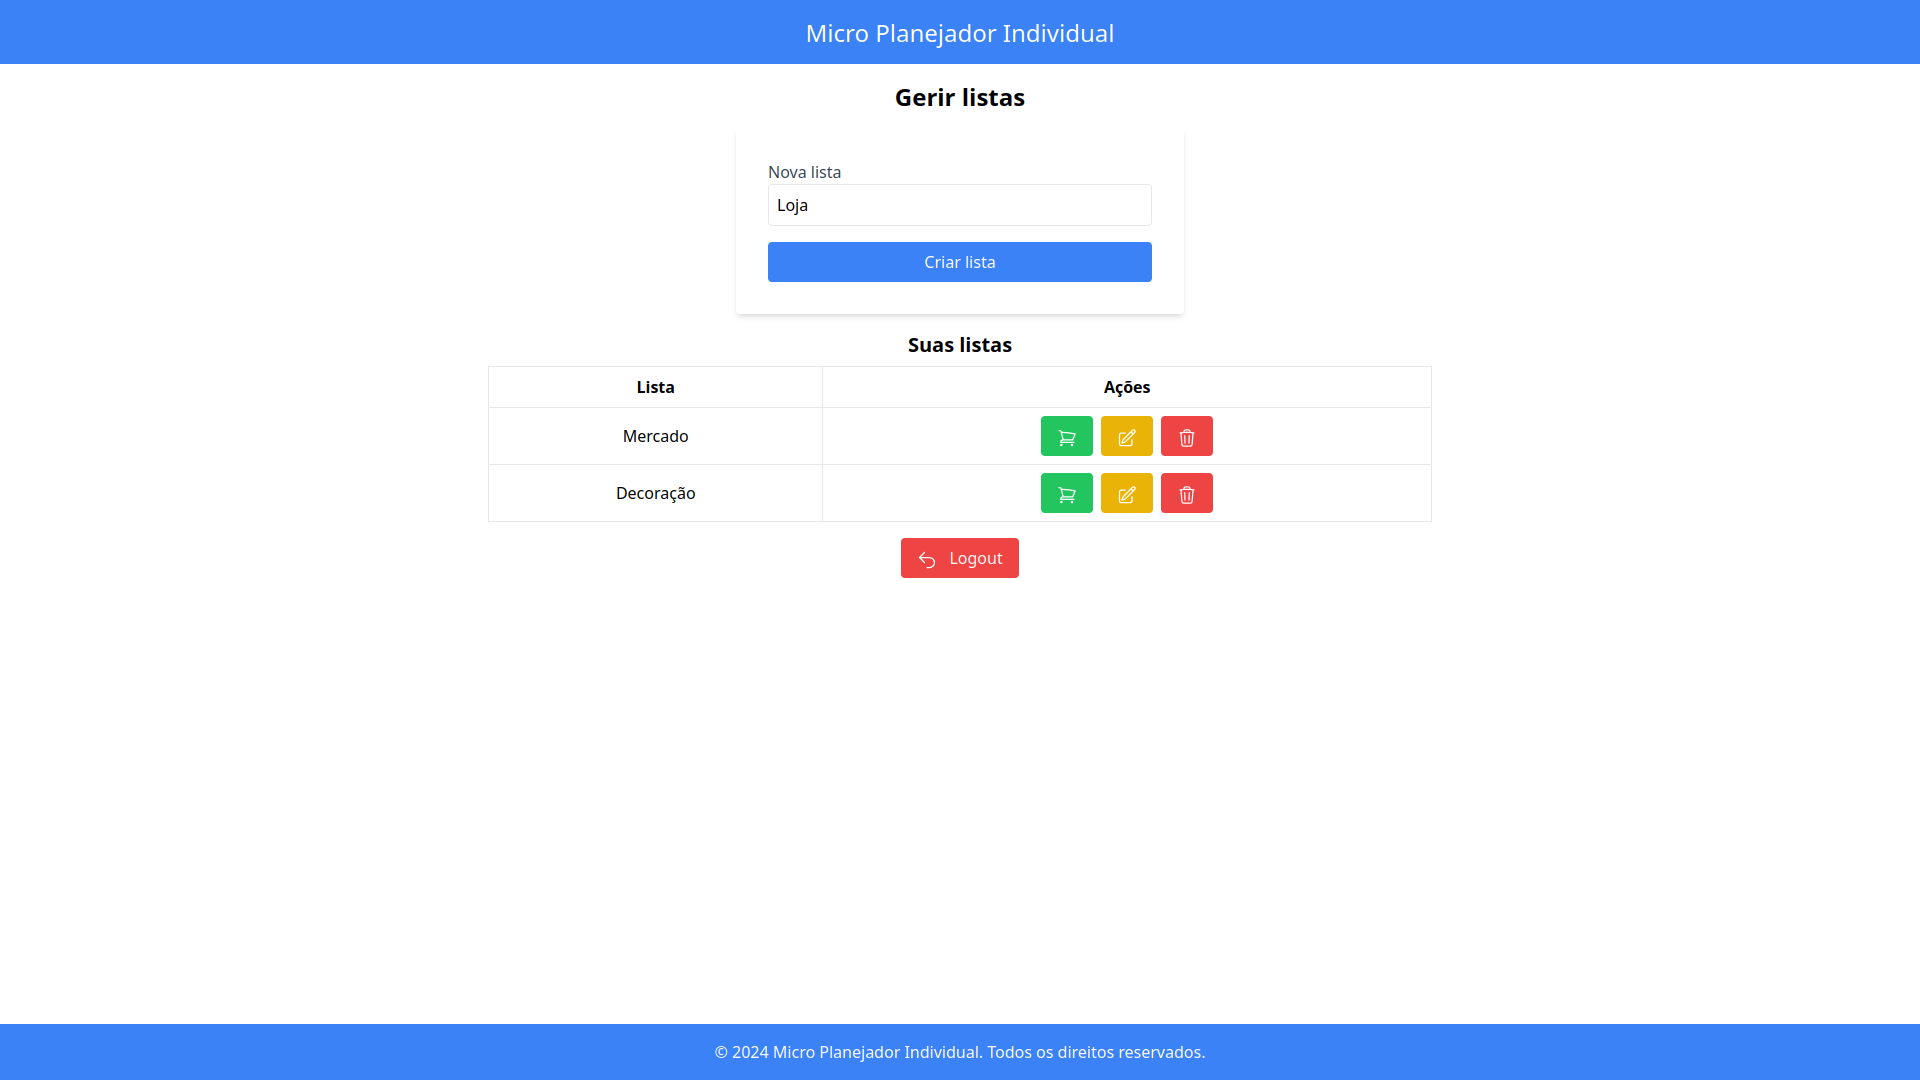 Micro Planejador Individual
Gerir listas
Nova lista
Loja
Criar lista
Suas listas
Lista Ações
Mercado
Decoração
Logout
© 2024 Micro Planejador Individual. Todos os direitos reservados.